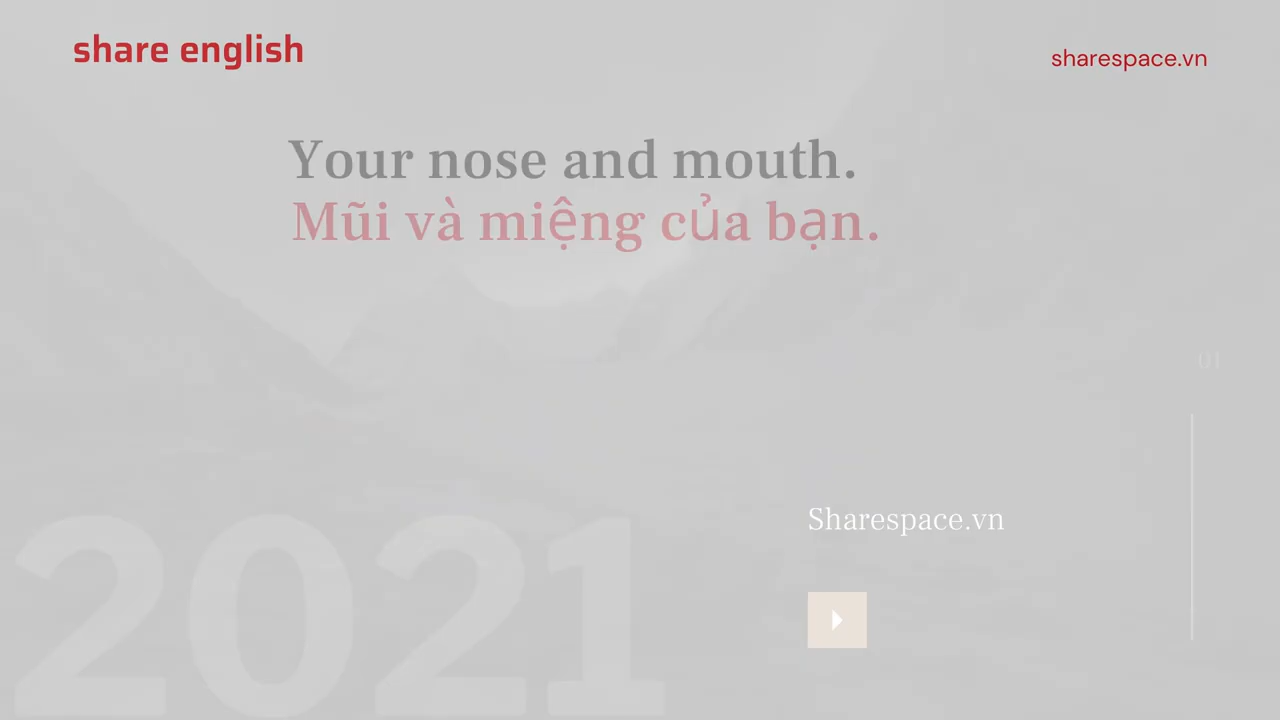 share english
sharespace.vn
Your nose and mouth.
Mũi và miệng của bạn.
01
Sharespace.vn
2021